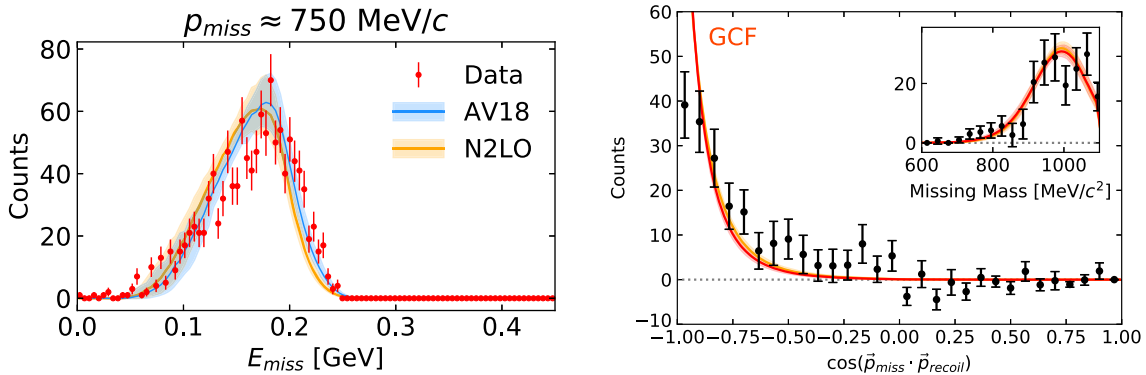 p_miss ≈ 750 MeV/c
80
60
40
20
0
Counts
Data
AV18
N2LO
0.0 0.1 0.2 0.3 0.4
E_miss [GeV]
60
50
40
30
20
10
0
−10
Counts
GCF
20
0
600 800 1000
Missing Mass [MeV/c²]
−1.00 −0.75 −0.50 −0.25 0.00 0.25 0.50 0.75 1.00
cos(p⃗_miss · p⃗_recoil)